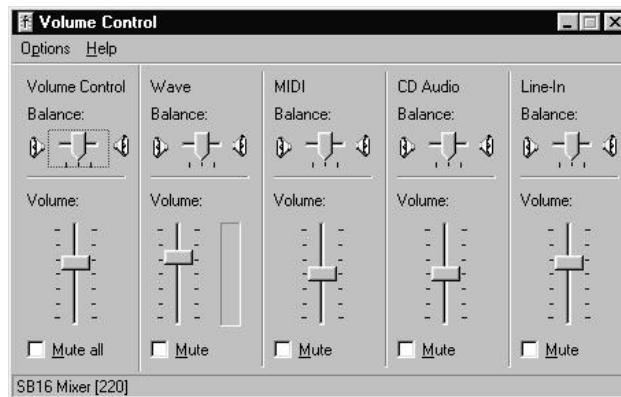 Volume Control
Options Help
Volume Control Wave MIDI CD Audio Line-In
Balance: Balance: Balance: Balance: Balance:
Volume: Volume: Volume: Volume: Volume:
Mute all Mute Mute Mute Mute
SB16 Mixer [220]